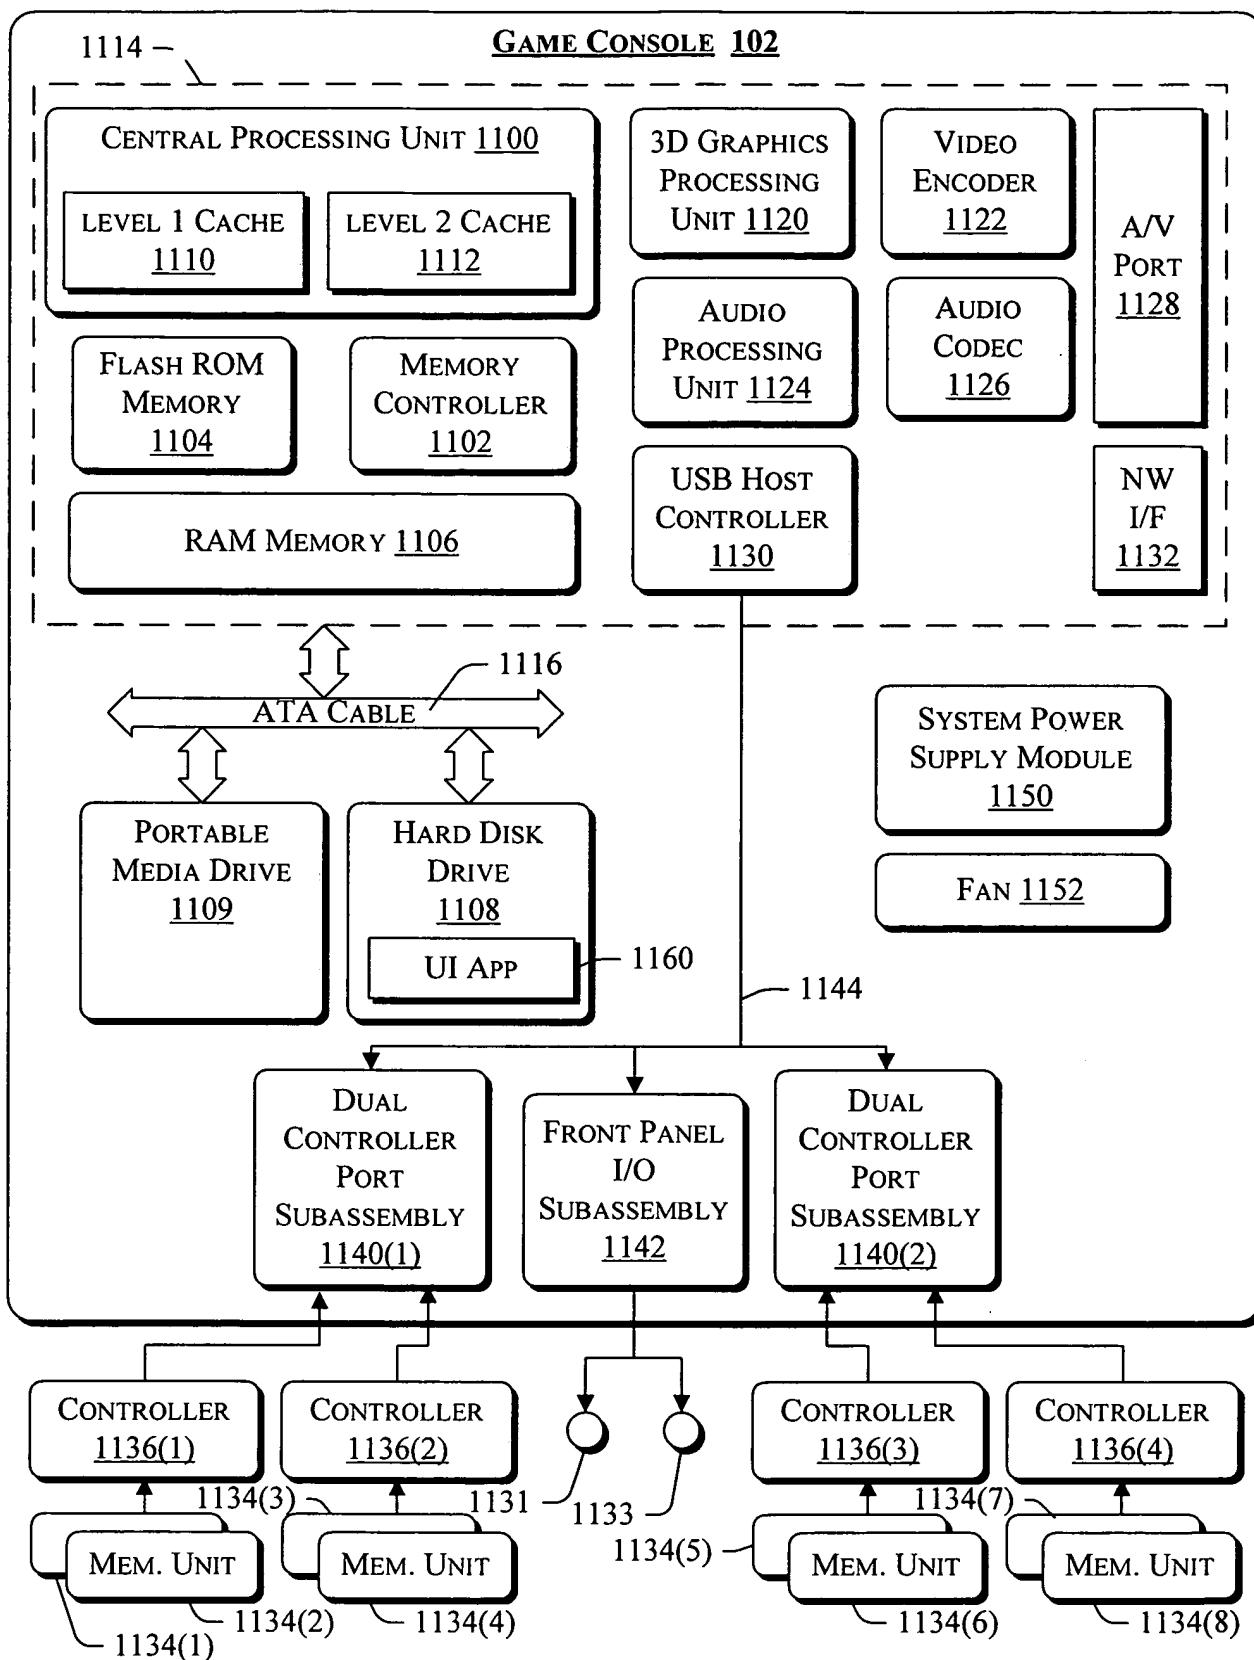 GAME CONSOLE 102
1114
CENTRAL PROCESSING UNIT 1100
LEVEL 1 CACHE
1110
LEVEL 2 CACHE
1112
3D GRAPHICS
PROCESSING
UNIT 1120
VIDEO
ENCODER
1122
A/V
PORT
1128
AUDIO
PROCESSING
UNIT 1124
AUDIO
CODEC
1126
FLASH ROM
MEMORY
1104
MEMORY
CONTROLLER
1102
USB HOST
CONTROLLER
1130
NW
I/F
1132
RAM MEMORY 1106
1116
ATA CABLE
SYSTEM POWER
SUPPLY MODULE
1150
PORTABLE
MEDIA DRIVE
1109
HARD DISK
DRIVE
1108
UI APP
1160
FAN 1152
1144
DUAL
CONTROLLER
PORT
SUBASSEMBLY
1140(1)
FRONT PANEL
I/O
SUBASSEMBLY
1142
DUAL
CONTROLLER
PORT
SUBASSEMBLY
1140(2)
CONTROLLER
1136(1)
CONTROLLER
1136(2)
CONTROLLER
1136(3)
CONTROLLER
1136(4)
1134(3)
1131
1133
1134(5)
1134(7)
MEM. UNIT
MEM. UNIT
MEM. UNIT
MEM. UNIT
1134(1)
1134(2)
1134(4)
1134(6)
1134(8)